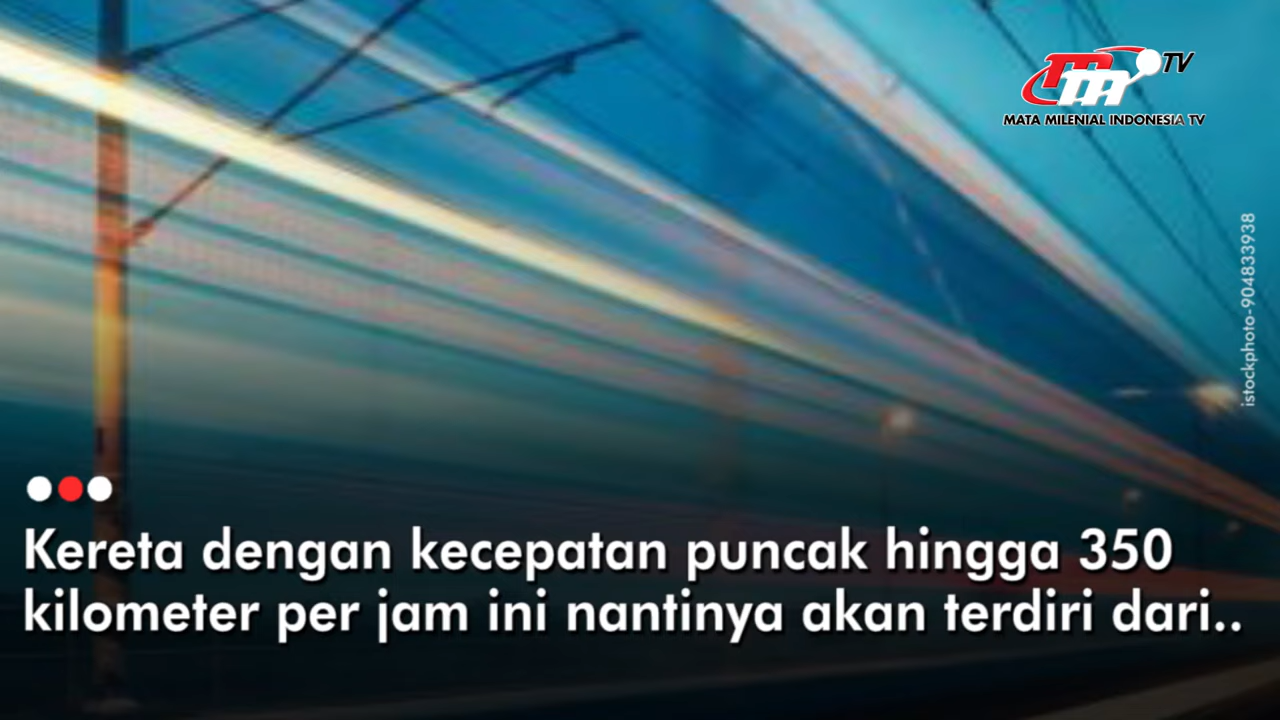 TV
MATA MILENIAL INDONESIA TV
istockphoto-904833938
Kereta dengan kecepatan puncak hingga 350
kilometer per jam ini nantinya akan terdiri dari..